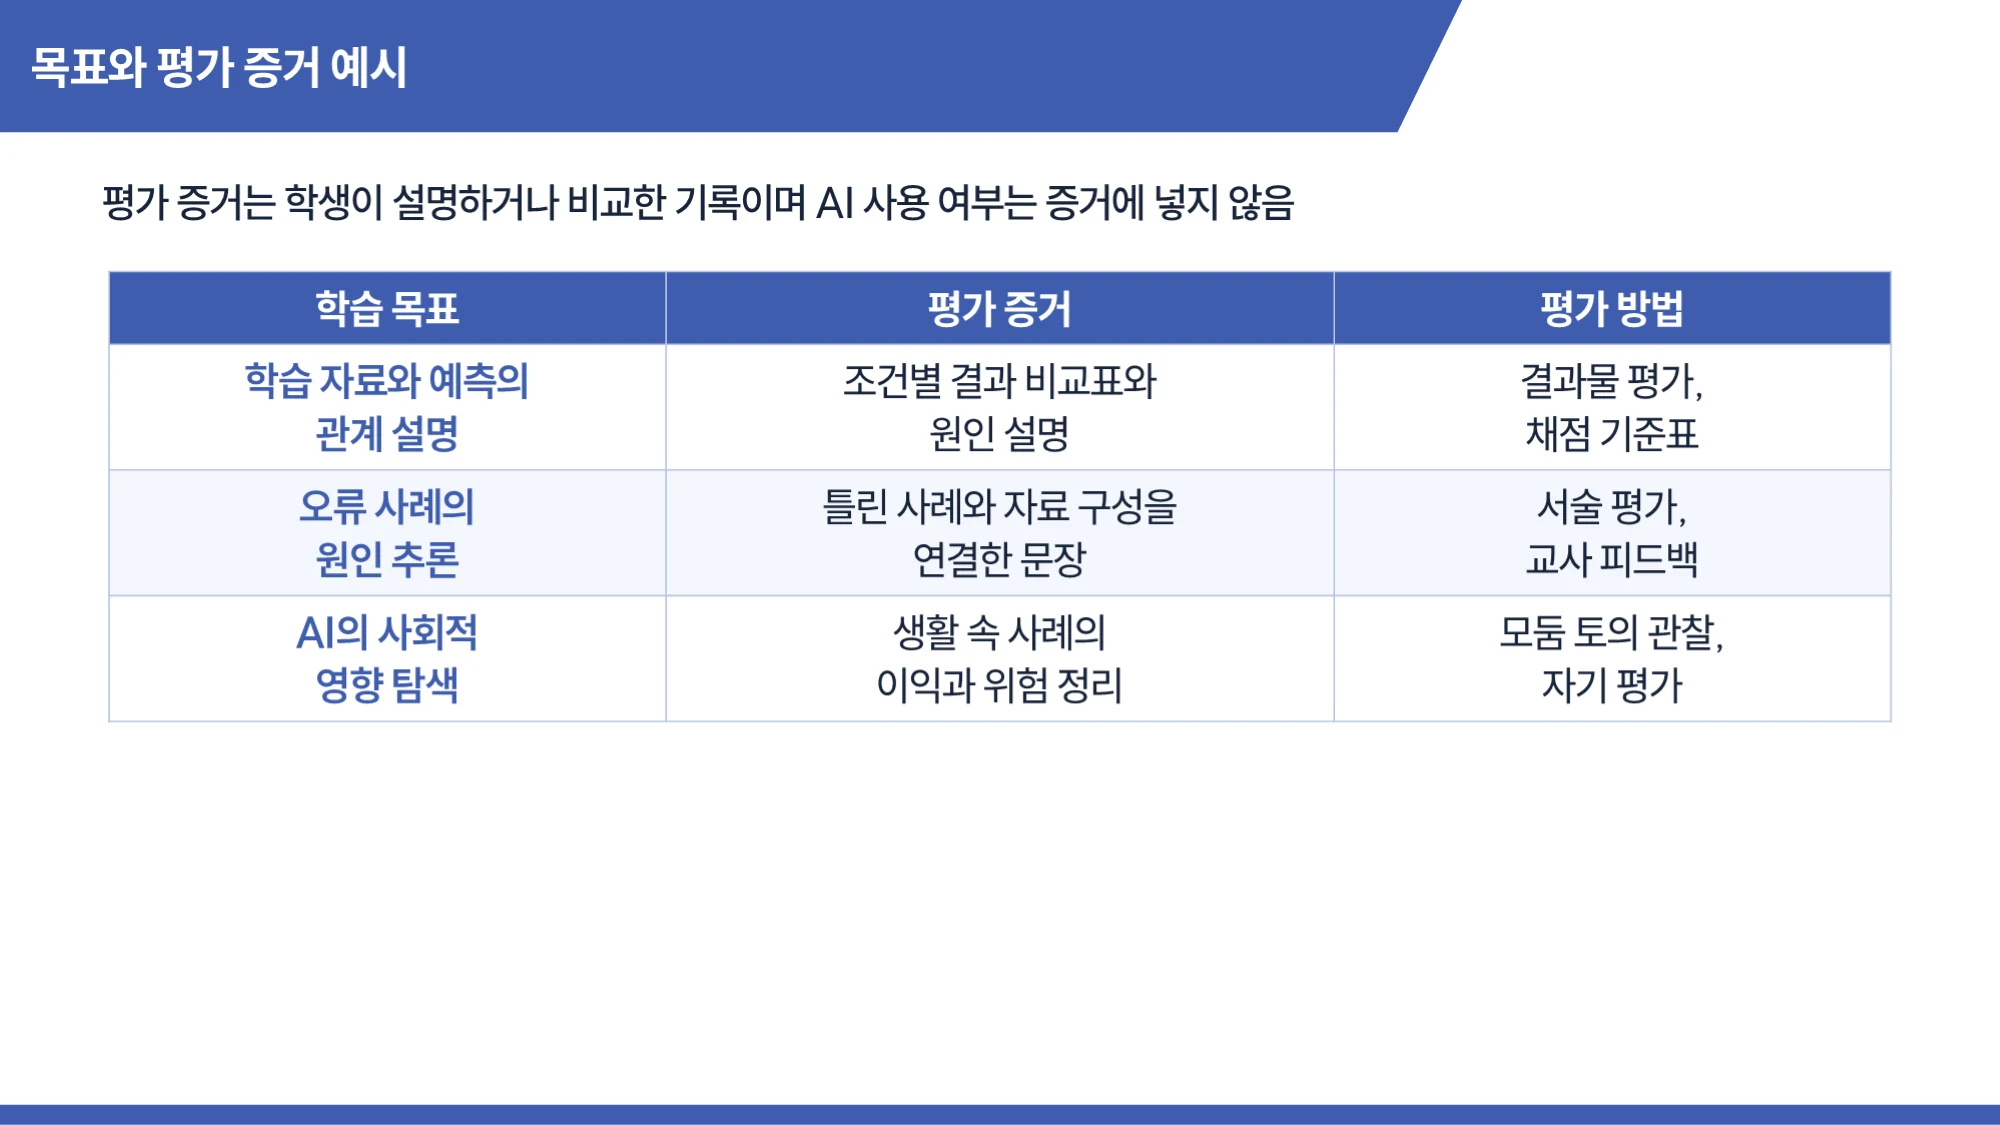 목표와 평가 증거 예시
평가 증거는 학생이 설명하거나 비교한 기록이며 AI 사용 여부는 증거에 넣지 않음
학습 목표 평가 증거 평가 방법
학습 자료와 예측의
관계 설명
조건별 결과 비교표와
원인 설명
결과물 평가,
채점 기준표
오류 사례의
원인 추론
틀린 사례와 자료 구성을
연결한 문장
서술 평가,
교사 피드백
AI의 사회적
영향 탐색
생활 속 사례의
이익과 위험 정리
모둠 토의 관찰,
자기 평가